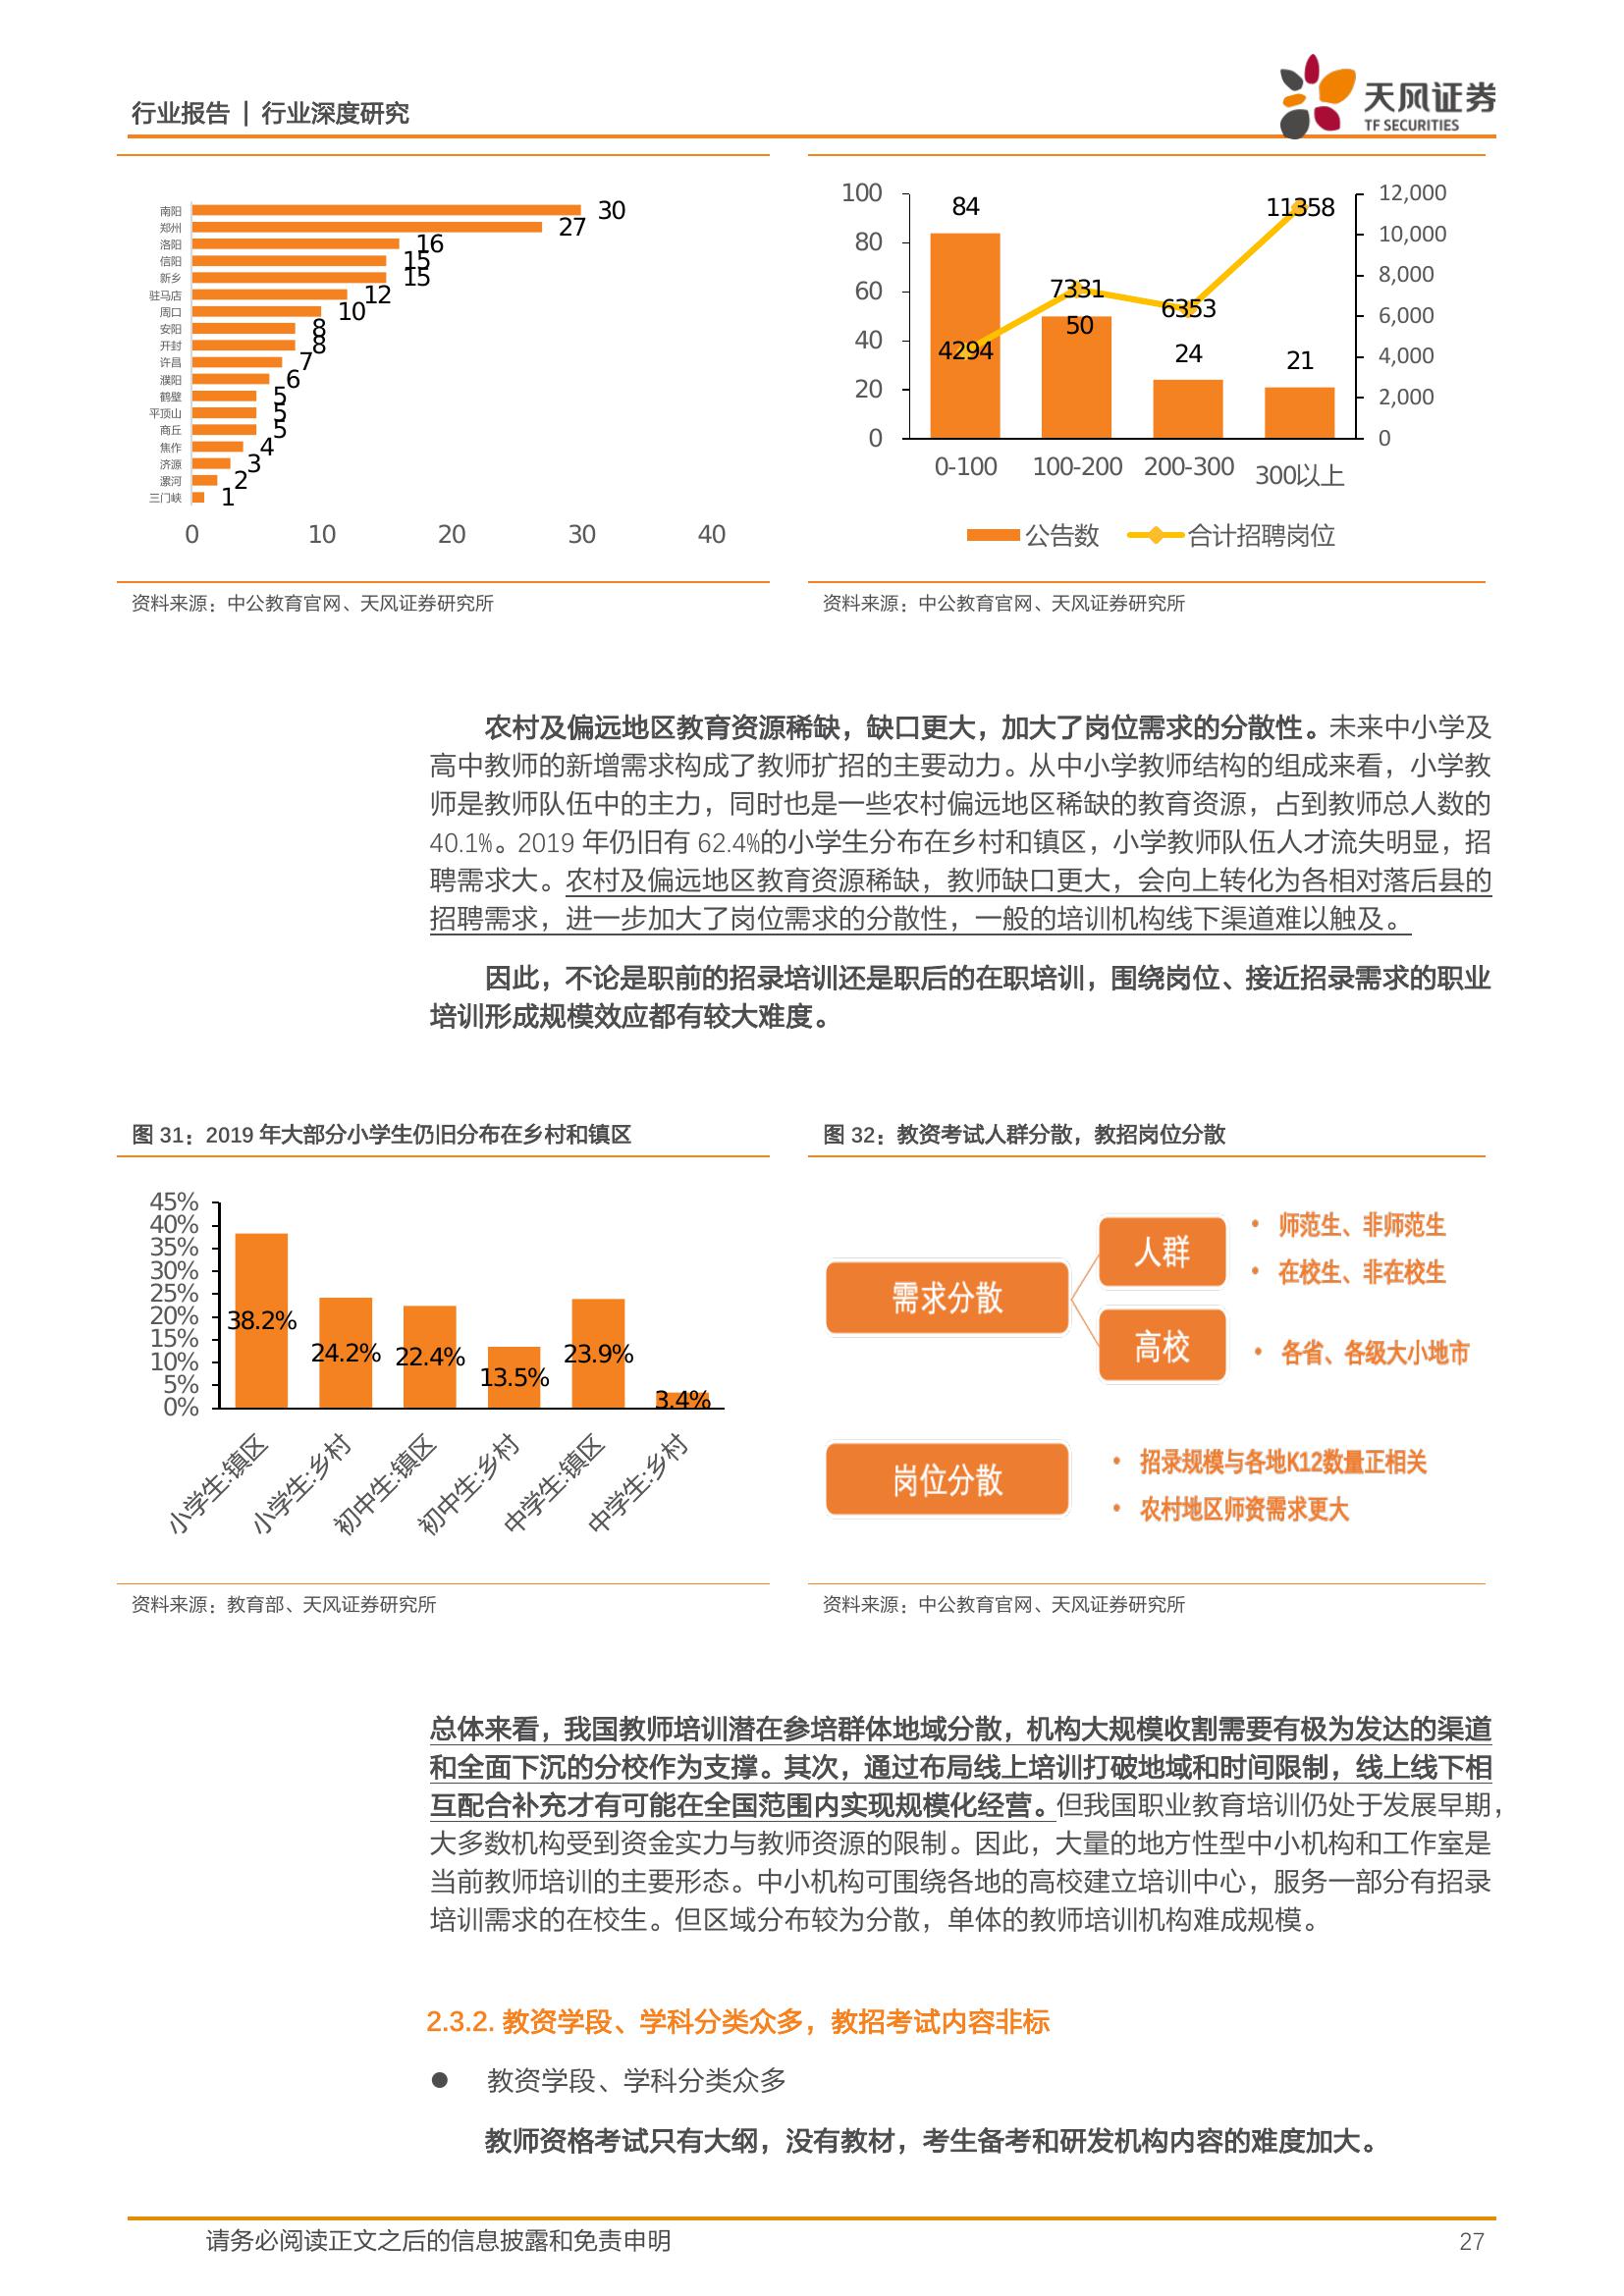 行业报告 | 行业深度研究
天风证券
TF SECURITIES
南阳 30
郑州 27
洛阳 16
信阳 15
新乡 15
驻马店 12
周口 10
安阳 8
开封 8
许昌 7
濮阳 6
鹤壁 5
平顶山 5
商丘 5
焦作 4
济源 3
漯河 2
三门峡 1
0 10 20 30 40
资料来源：中公教育官网、天风证券研究所
100
80
60
40
20
0
84
50
24
21
4294
7331
6353
11358
12,000
10,000
8,000
6,000
4,000
2,000
0
0-100 100-200 200-300 300以上
公告数 合计招聘岗位
资料来源：中公教育官网、天风证券研究所
农村及偏远地区教育资源稀缺，缺口更大，加大了岗位需求的分散性。未来中小学及
高中教师的新增需求构成了教师扩招的主要动力。从中小学教师结构的组成来看，小学教
师是教师队伍中的主力，同时也是一些农村偏远地区稀缺的教育资源，占到教师总人数的
40.1%。2019 年仍旧有 62.4%的小学生分布在乡村和镇区，小学教师队伍人才流失明显，招
聘需求大。农村及偏远地区教育资源稀缺，教师缺口更大，会向上转化为各相对落后县的
招聘需求，进一步加大了岗位需求的分散性，一般的培训机构线下渠道难以触及。
因此，不论是职前的招录培训还是职后的在职培训，围绕岗位、接近招录需求的职业
培训形成规模效应都有较大难度。
图 31：2019 年大部分小学生仍旧分布在乡村和镇区
45%
40%
35%
30%
25%
20%
15%
10%
5%
0%
38.2%
24.2%
22.4%
13.5%
23.9%
3.4%
小学生:镇区
小学生:乡村
初中生:镇区
初中生:乡村
中学生:镇区
中学生:乡村
资料来源：教育部、天风证券研究所
图 32：教资考试人群分散，教招岗位分散
需求分散
人群
• 师范生、非师范生
• 在校生、非在校生
高校
• 各省、各级大小地市
岗位分散
• 招录规模与各地K12数量正相关
• 农村地区师资需求更大
资料来源：中公教育官网、天风证券研究所
总体来看，我国教师培训潜在参培群体地域分散，机构大规模收割需要有极为发达的渠道
和全面下沉的分校作为支撑。其次，通过布局线上培训打破地域和时间限制，线上线下相
互配合补充才有可能在全国范围内实现规模化经营。但我国职业教育培训仍处于发展早期，
大多数机构受到资金实力与教师资源的限制。因此，大量的地方性型中小机构和工作室是
当前教师培训的主要形态。中小机构可围绕各地的高校建立培训中心，服务一部分有招录
培训需求的在校生。但区域分布较为分散，单体的教师培训机构难成规模。
2.3.2. 教资学段、学科分类众多，教招考试内容非标
● 教资学段、学科分类众多
教师资格考试只有大纲，没有教材，考生备考和研发机构内容的难度加大。
请务必阅读正文之后的信息披露和免责申明
27